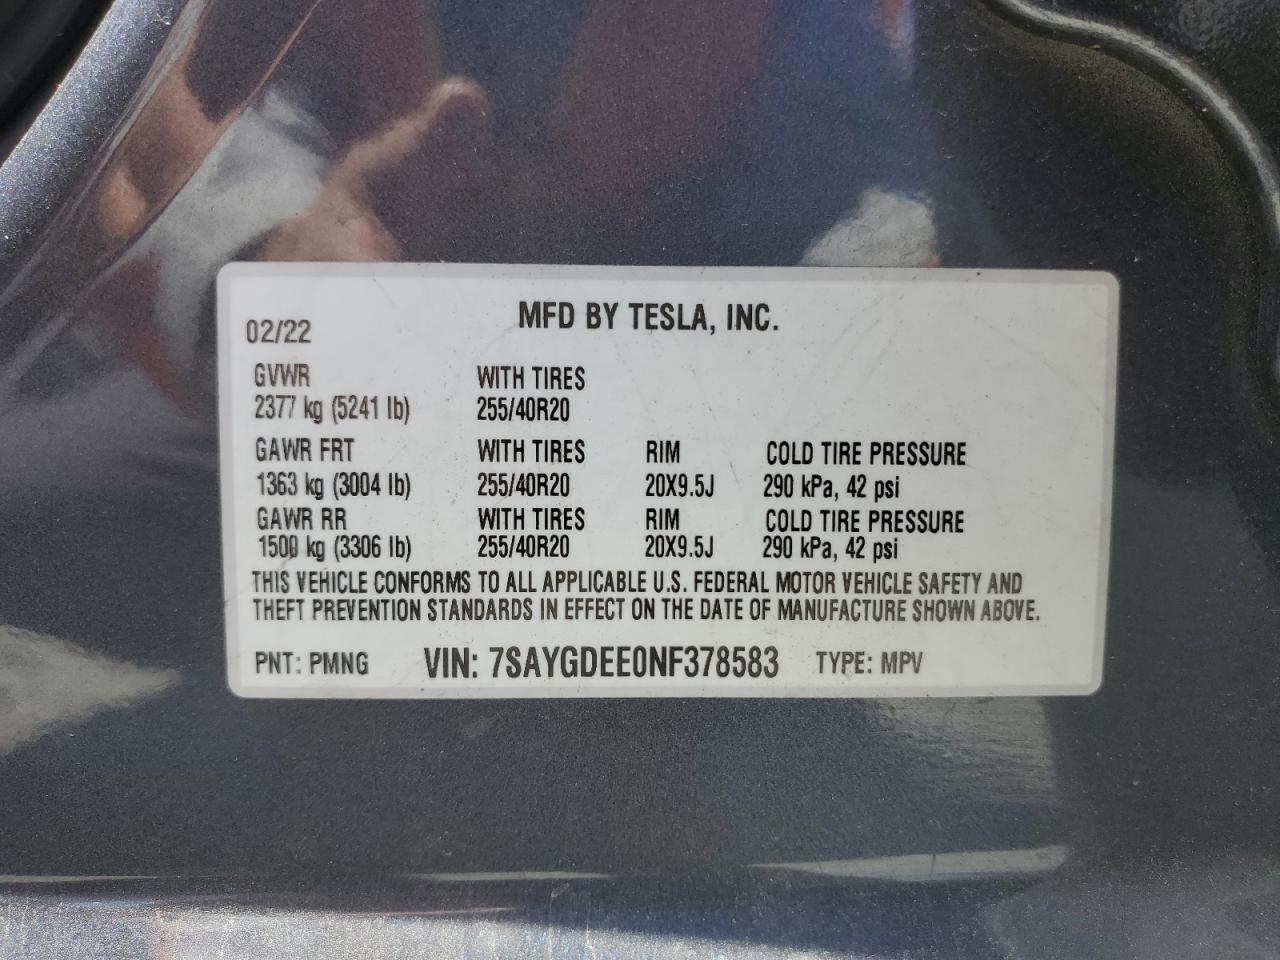 MFD BY TESLA, INC.
02/22
GVWR WITH TIRES
2377 kg (5241 lb) 255/40R20
GAWR FRT WITH TIRES RIM COLD TIRE PRESSURE
1363 kg (3004 lb) 255/40R20 20X9.5J 290 kPa, 42 psi
GAWR RR WITH TIRES RIM COLD TIRE PRESSURE
1500 kg (3306 lb) 255/40R20 20X9.5J 290 kPa, 42 psi
THIS VEHICLE CONFORMS TO ALL APPLICABLE U.S. FEDERAL MOTOR VEHICLE SAFETY AND
THEFT PREVENTION STANDARDS IN EFFECT ON THE DATE OF MANUFACTURE SHOWN ABOVE.
PNT: PMNG VIN: 7SAYGDEE0NF378583 TYPE: MPV